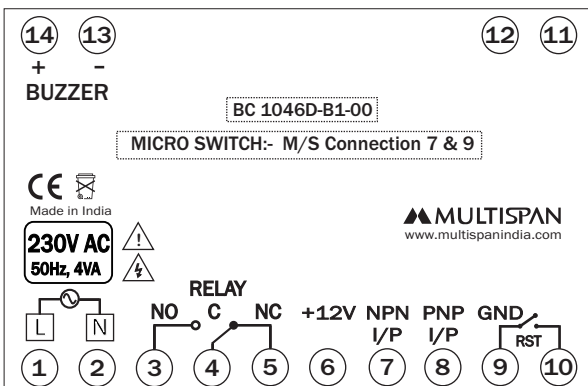 14 13 12 11
+ -
BUZZER
BC 1046D-B1-00
MICRO SWITCH:- M/S Connection 7 & 9
CE
Made in India
MULTISPAN
www.multispanindia.com
230V AC
50Hz, 4VA
!
L N
RELAY
NO C NC +12V NPN I/P PNP I/P GND
RST
1 2 3 4 5 6 7 8 9 10